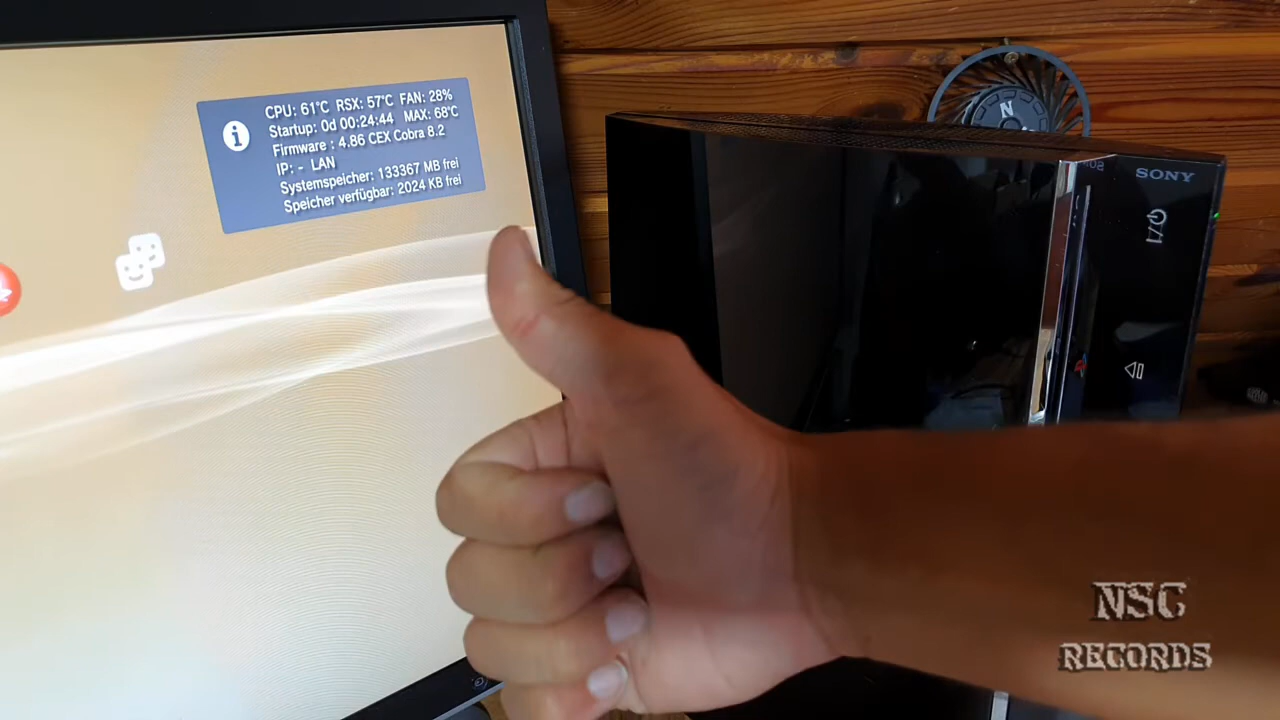 CPU: 61°C RSX: 57°C FAN: 28%
Startup: 0d 00:24:44 MAX: 68°C
Firmware : 4.86 CEX Cobra 8.2
IP: - LAN
Systemspeicher: 133367 MB frei
Speicher verfügbar: 2024 KB frei
N
SONY
NSC
RECORDS